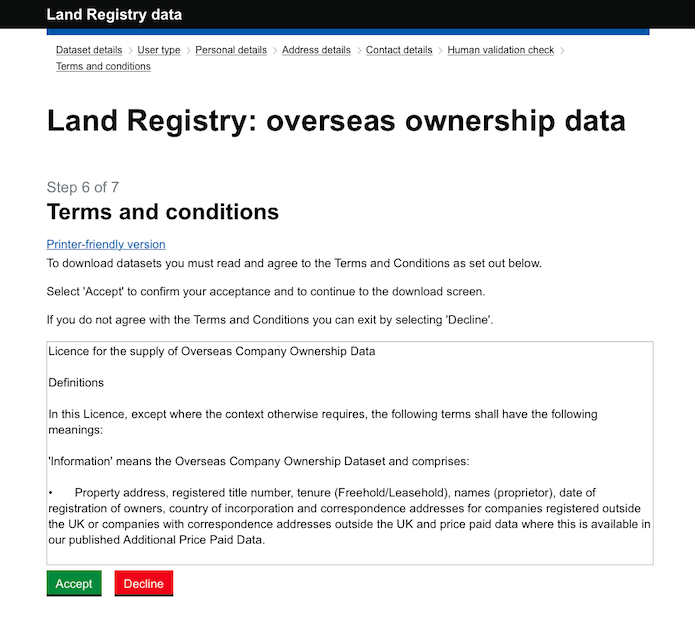 Land Registry data
Dataset details > User type > Personal details > Address details > Contact details > Human validation check >
Terms and conditions
Land Registry: overseas ownership data
Step 6 of 7
Terms and conditions
Printer-friendly version
To download datasets you must read and agree to the Terms and Conditions as set out below.
Select 'Accept' to confirm your acceptance and to continue to the download screen.
If you do not agree with the Terms and Conditions you can exit by selecting 'Decline'.
Licence for the supply of Overseas Company Ownership Data
Definitions
In this Licence, except where the context otherwise requires, the following terms shall have the following
meanings:
'Information' means the Overseas Company Ownership Dataset and comprises:
• Property address, registered title number, tenure (Freehold/Leasehold), names (proprietor), date of
registration of owners, country of incorporation and correspondence addresses for companies registered outside
the UK or companies with correspondence addresses outside the UK and price paid data where this is available in
our published Additional Price Paid Data.
Accept Decline